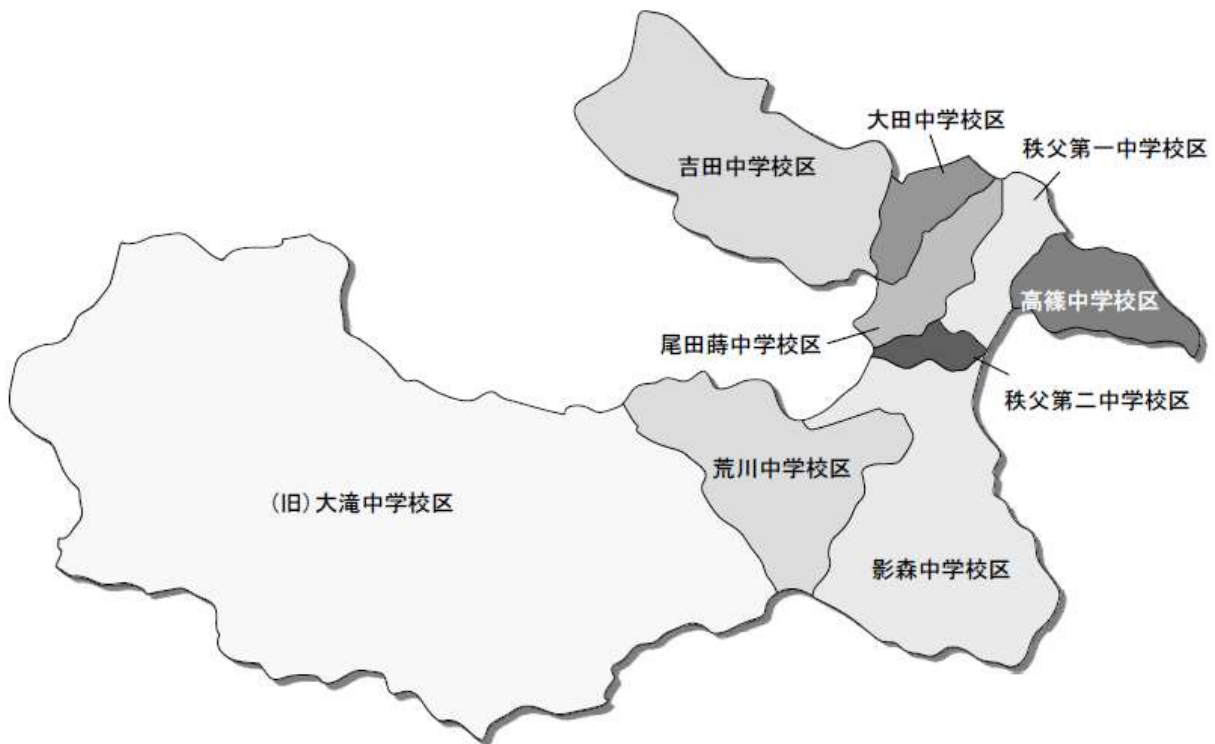 大田中学校区
秩父第一中学校区
吉田中学校区
高篠中学校区
尾田蒔中学校区
秩父第二中学校区
荒川中学校区
(旧)大滝中学校区
影森中学校区